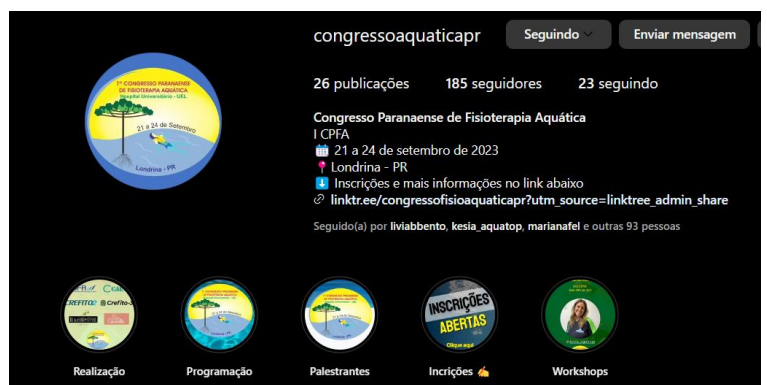 congressoaquaticapr
Seguindo
Enviar mensagem
26 publicações
185 seguidores
23 seguindo
Congresso Paranaense de Fisioterapia Aquática
I CPFA
21 a 24 de setembro de 2023
Londrina - PR
Inscrições e mais informações no link abaixo
linktr.ee/congressofisioaquaticapr?utm_source=linktree_admin_share
Seguido(a) por liviabbento, kesia_aquatop, marianafel e outras 93 pessoas
1º CONGRESSO PARANAENSE
DE FISIOTERAPIA AQUÁTICA
Hospital Universitário - UEL
21 a 24 de Setembro
Londrina - PR
INSCRIÇÕES
ABERTAS
Clique aqui
Realização
Programação
Palestrantes
Incrições
Workshops